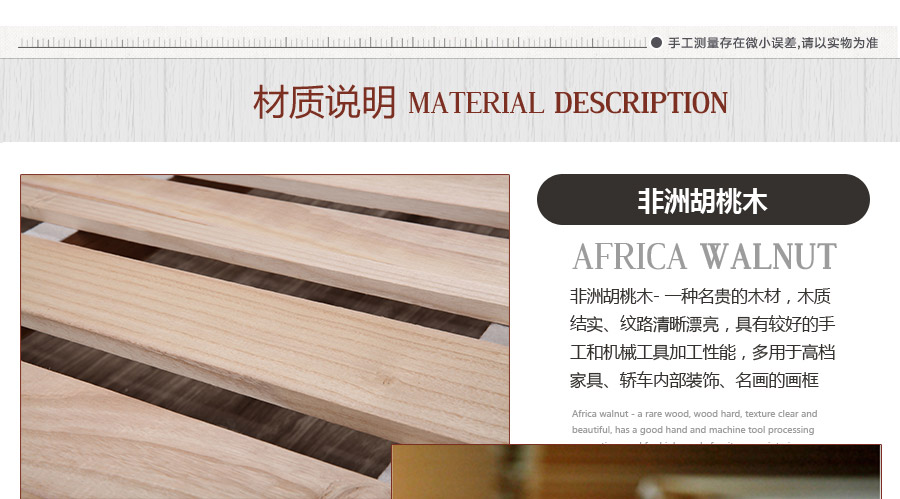 手工测量存在微小误差,请以实物为准
材质说明 MATERIAL DESCRIPTION
非洲胡桃木
AFRICA WALNUT
非洲胡桃木- 一种名贵的木材，木质
结实、纹路清晰漂亮，具有较好的手
工和机械工具加工性能，多用于高档
家具、轿车内部装饰、名画的画框
Africa walnut - a rare wood, wood hard, texture clear and
beautiful, has a good hand and machine tool processing